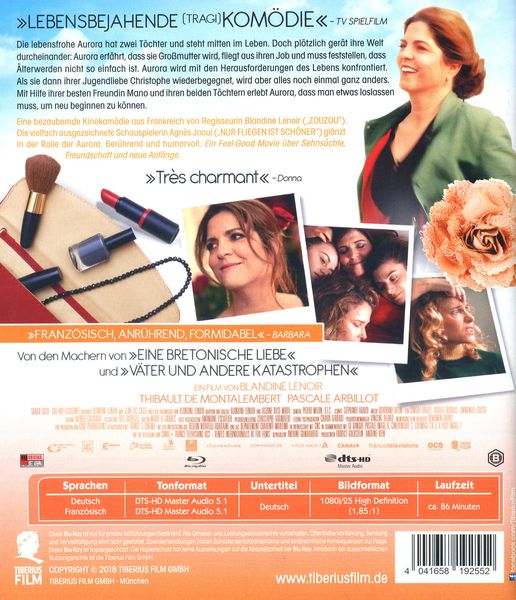 »LEBENSBEJAHENDE (TRAGI)KOMÖDIE« - TV SPIELFILM
Die lebensfrohe Aurora hat zwei Töchter und steht mitten im Leben. Doch plötzlich gerät ihre Welt
durcheinander: Aurora erfährt, dass sie Großmutter wird, fliegt aus ihren Job und muss feststellen, dass
Älterwerden nicht so einfach ist. Aurora wird mit den Herausforderungen des Lebens konfrontiert.
Als sie dann ihrer Jugendliebe Christophe wiederbegegnet, wird aber alles noch einmal ganz anders.
Mit Hilfe ihrer besten Freundin Mano und ihren beiden Töchtern erlebt Aurora, dass man etwas loslassen
muss, um neu beginnen zu können.
Eine bezaubernde Kinokomödie aus Frankreich von Regisseurin Blandine Lenoir („ZOUZOU").
Die vielfach ausgezeichnete Schauspielerin Agnès Jaoui („NUR FLIEGEN IST SCHÖNER") glänzt
in der Rolle der Aurora. Berührend und humorvoll. Ein Feel-Good Movie über Sehnsüchte,
Freundschaft und neue Anfänge.
»Très charmant« - Donna
»FRANZÖSISCH, ANRÜHREND, FORMIDABEL« - BARBARA
Von den Machern von »EINE BRETONISCHE LIEBE«
und »VÄTER UND ANDERE KATASTROPHEN«
EIN FILM VON BLANDINE LENOIR
THIBAULT DE MONTALEMBERT PASCALE ARBILLOT
Blu-ray Disc
dts-HD
Master Audio
B
Sprachen Tonformat Untertitel Bildformat Laufzeit
Deutsch DTS-HD Master Audio 5.1 Deutsch 1080i/25 High Definition ca. 86 Minuten
Französisch DTS-HD Master Audio 5.1 (1,85:1)
TIBERIUS
FILM
COPYRIGHT © 2018 TIBERIUS FILM GMBH
TIBERIUS FILM GMBH - München
www.tiberiusfilm.de
4 041658 192552
facebook.com/TiberiusFilm